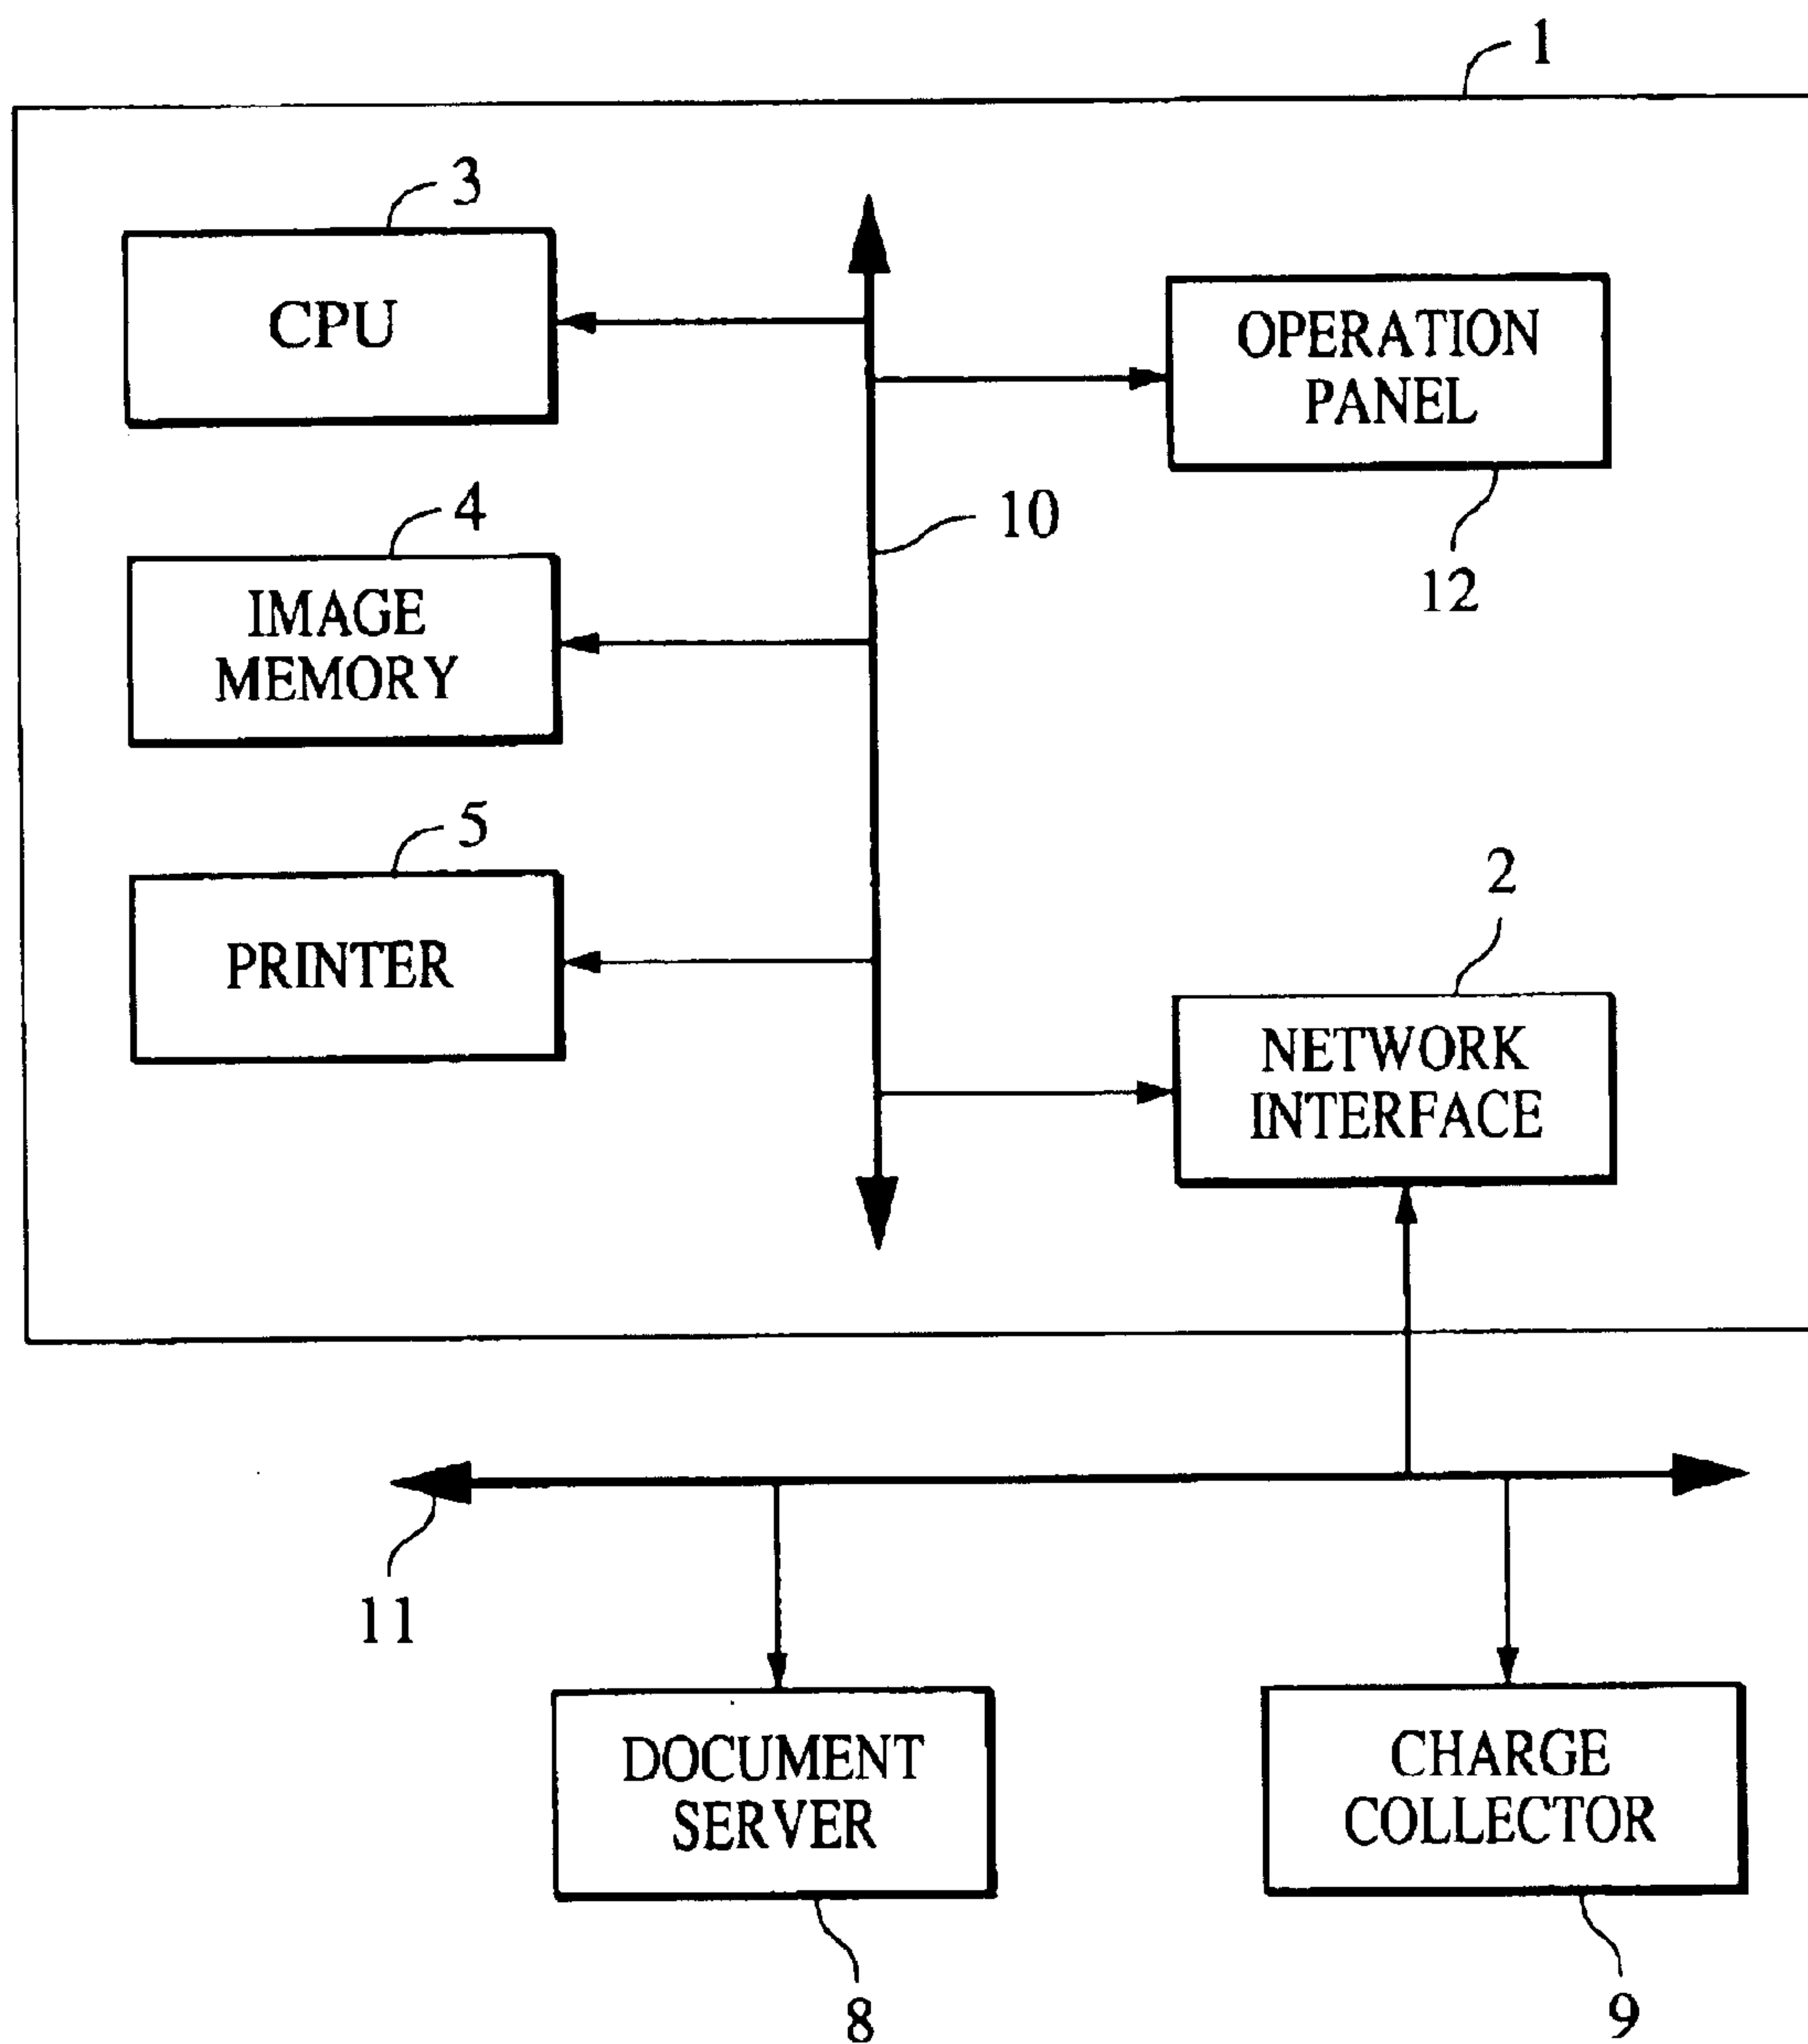 1
3
CPU
OPERATION
PANEL
12
10
4
IMAGE
MEMORY
5
PRINTER
2
NETWORK
INTERFACE
11
DOCUMENT
SERVER
8
CHARGE
COLLECTOR
9